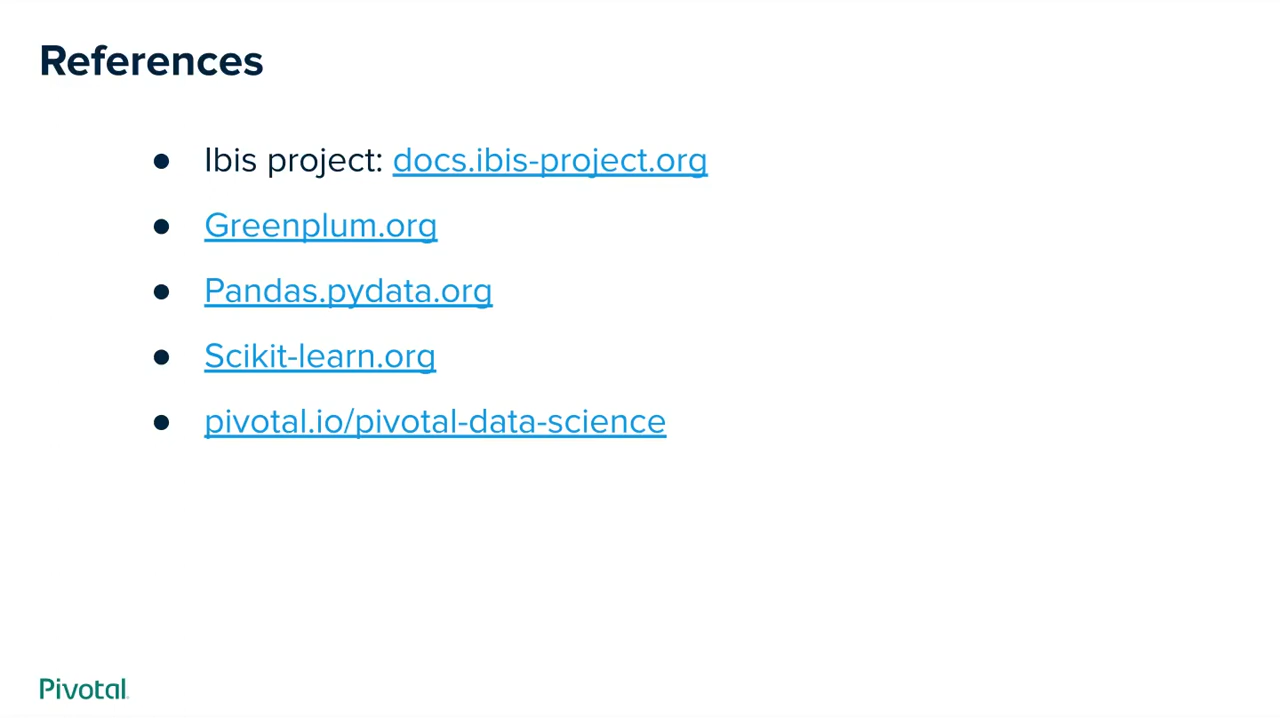 References
● Ibis project: docs.ibis-project.org
● Greenplum.org
● Pandas.pydata.org
● Scikit-learn.org
● pivotal.io/pivotal-data-science
Pivotal